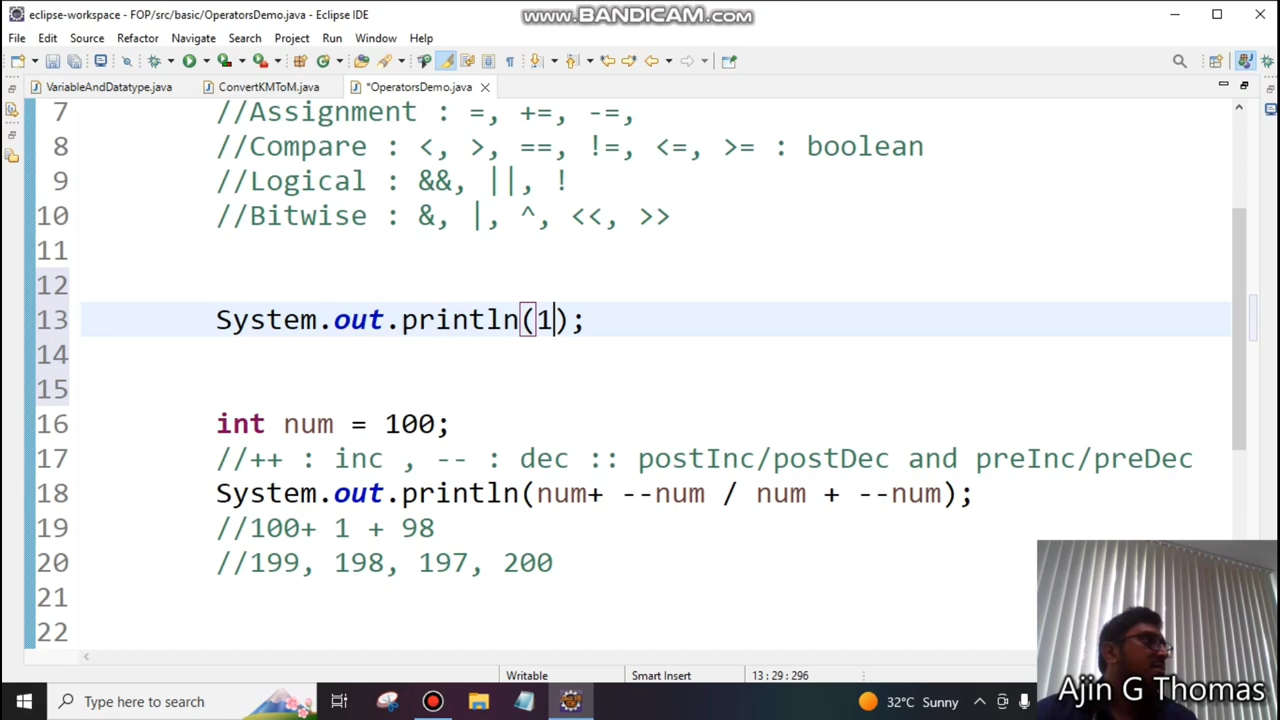 eclipse-workspace - FOP/src/basic/OperatorsDemo.java - Eclipse IDE
www.BANDICAM.com
File Edit Source Refactor Navigate Search Project Run Window Help
VariableAndDatatype.java ConvertKMToM.java *OperatorsDemo.java
7 //Assignment : =, +=, -=,
8 //Compare : <, >, ==, !=, <=, >= : boolean
9 //Logical : &&, ||, !
10 //Bitwise : &, |, ^, <<, >>
11
12
13 System.out.println(1);
14
15
16 int num = 100;
17 //++ : inc , -- : dec :: postInc/postDec and preInc/preDec
18 System.out.println(num+ --num / num + --num);
19 //100+ 1 + 98
20 //199, 198, 197, 200
21
22
Writable Smart Insert 13 : 29 : 296
Type here to search 32°C Sunny
Ajin G Thomas